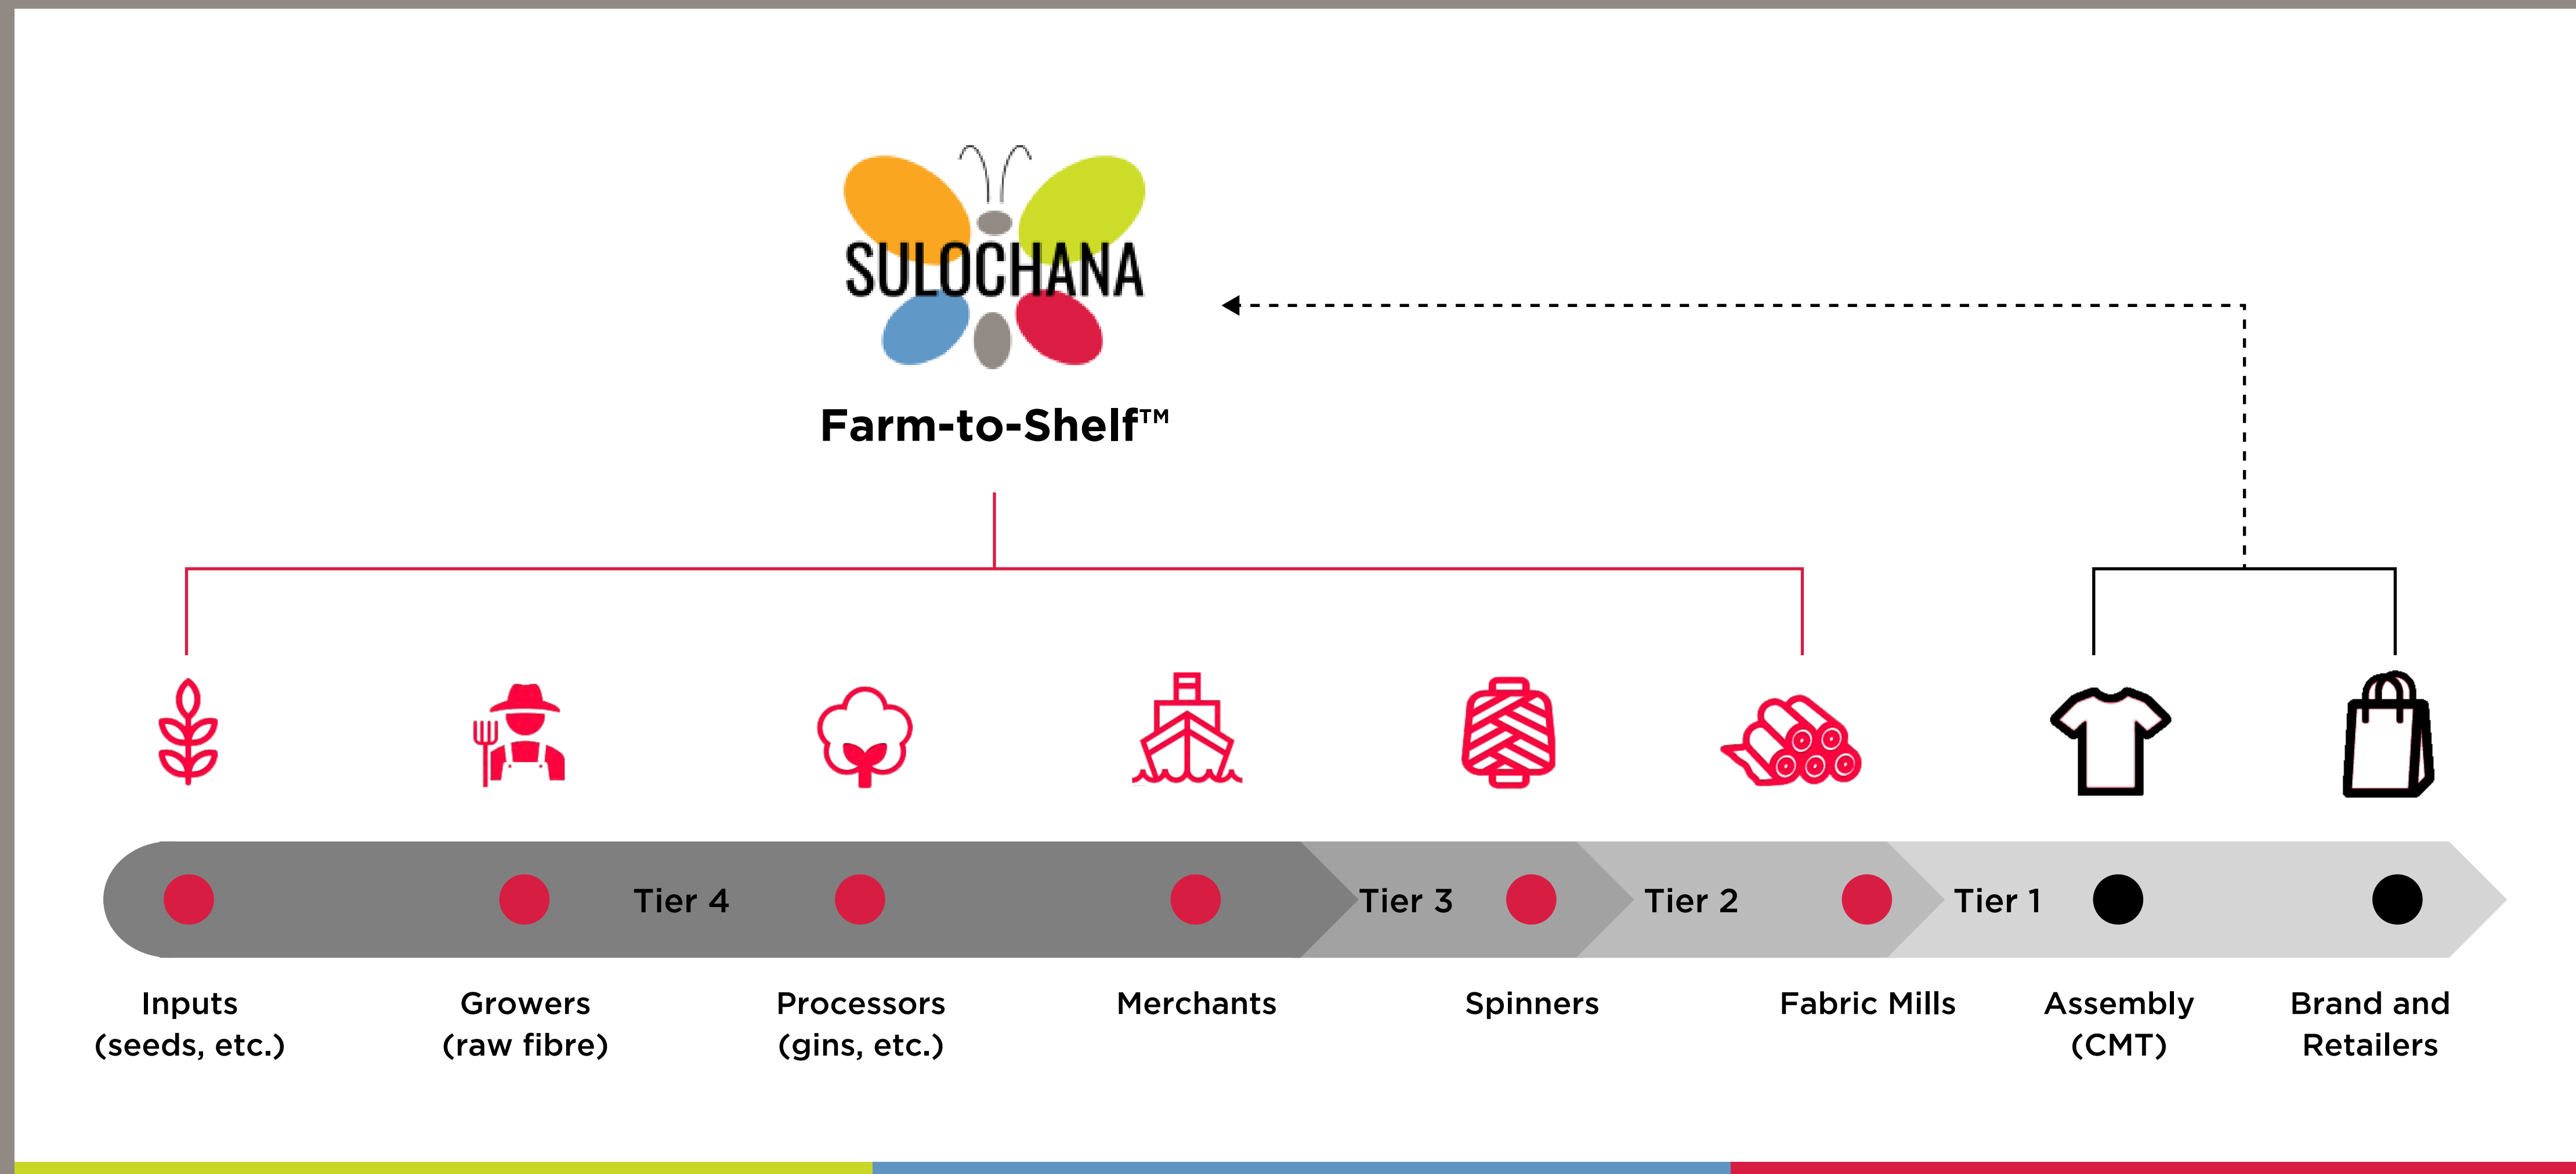 SULOCHANA
Farm-to-Shelf™
Tier 4
Tier 3
Tier 2
Tier 1
Inputs
(seeds, etc.)
Growers
(raw fibre)
Processors
(gins, etc.)
Merchants
Spinners
Fabric Mills
Assembly
(CMT)
Brand and
Retailers